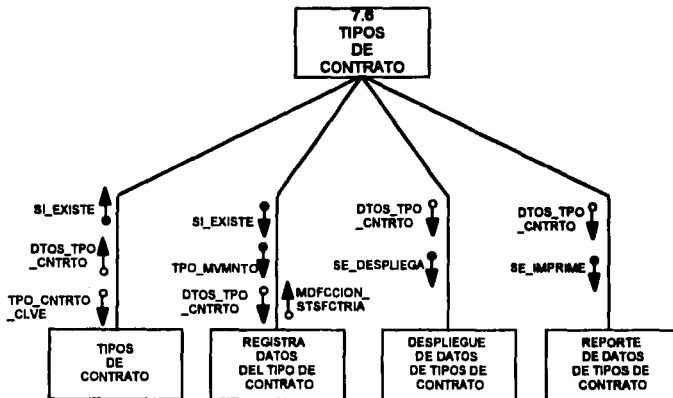 7.6
TIPOS
DE
CONTRATO
SI_EXISTE
DTOS_TPO
_CNTRTO
TPO_CNTRTO
_CLVE
SI_EXISTE
TPO_MVMNTO
DTOS_TPO
_CNTRTO
MDFCCION_
STSFCTRIA
DTOS_TPO
_CNTRTO
SE_DESPLIEGA
DTOS_TPO
_CNTRTO
SE_IMPRIME
TIPOS
DE
CONTRATO
REGISTRA
DATOS
DEL TIPO DE
CONTRATO
DESPLIEGUE
DE DATOS
DE TIPOS DE
CONTRATO
REPORTE
DE DATOS
DE TIPOS DE
CONTRATO